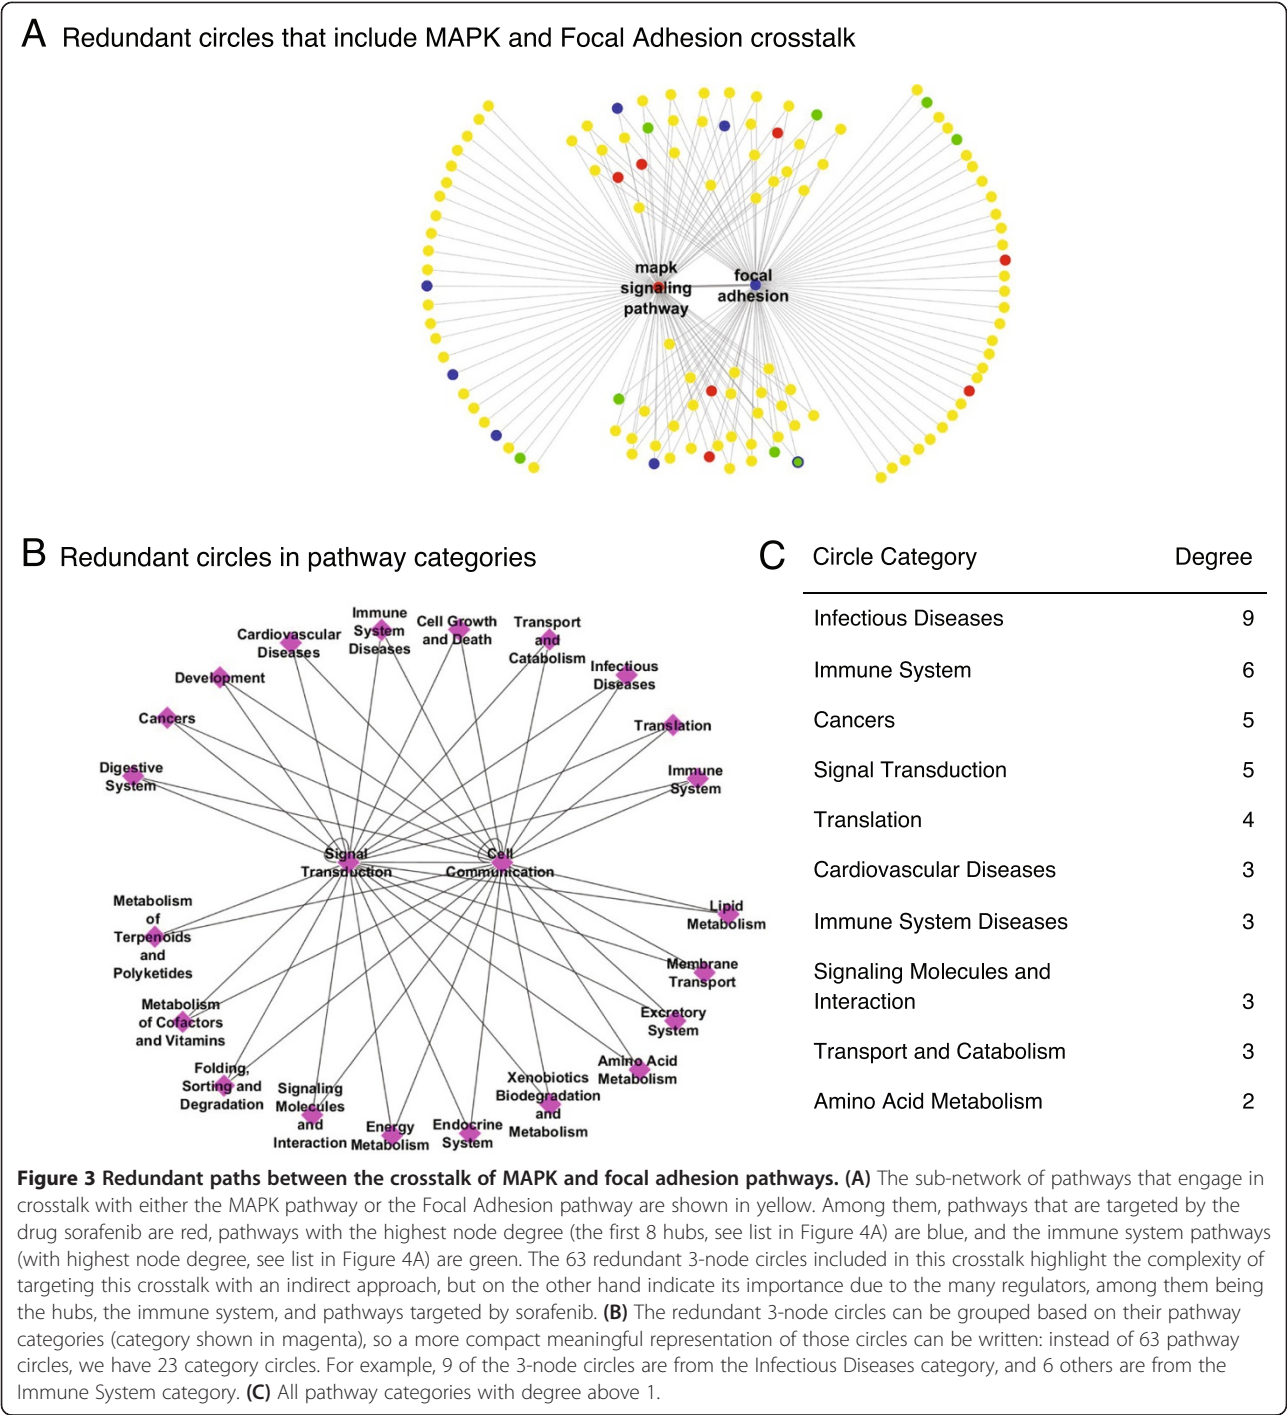 A Redundant circles that include MAPK and Focal Adhesion crosstalk
mapk
signaling
pathway
focal
adhesion
B Redundant circles in pathway categories
Immune
System
Diseases
Cell Growth
and Death
Transport
and
Catabolism
Cardiovascular
Diseases
Infectious
Diseases
Development
Cancers
Translation
Digestive
System
Immune
System
Signal
Transduction
Cell
Communication
Metabolism
of
Terpenoids
and
Polyketides
Lipid
Metabolism
Membrane
Transport
Metabolism
of Cofactors
and Vitamins
Excretory
System
Folding,
Sorting and
Degradation
Amino Acid
Metabolism
Signaling
Molecules
and
Interaction
Xenobiotics
Biodegradation
and
Metabolism
Energy
Metabolism
Endocrine
System
C Circle Category Degree
Infectious Diseases 9
Immune System 6
Cancers 5
Signal Transduction 5
Translation 4
Cardiovascular Diseases 3
Immune System Diseases 3
Signaling Molecules and
Interaction 3
Transport and Catabolism 3
Amino Acid Metabolism 2
Figure 3 Redundant paths between the crosstalk of MAPK and focal adhesion pathways. (A) The sub-network of pathways that engage in
crosstalk with either the MAPK pathway or the Focal Adhesion pathway are shown in yellow. Among them, pathways that are targeted by the
drug sorafenib are red, pathways with the highest node degree (the first 8 hubs, see list in Figure 4A) are blue, and the immune system pathways
(with highest node degree, see list in Figure 4A) are green. The 63 redundant 3-node circles included in this crosstalk highlight the complexity of
targeting this crosstalk with an indirect approach, but on the other hand indicate its importance due to the many regulators, among them being
the hubs, the immune system, and pathways targeted by sorafenib. (B) The redundant 3-node circles can be grouped based on their pathway
categories (category shown in magenta), so a more compact meaningful representation of those circles can be written: instead of 63 pathway
circles, we have 23 category circles. For example, 9 of the 3-node circles are from the Infectious Diseases category, and 6 others are from the
Immune System category. (C) All pathway categories with degree above 1.